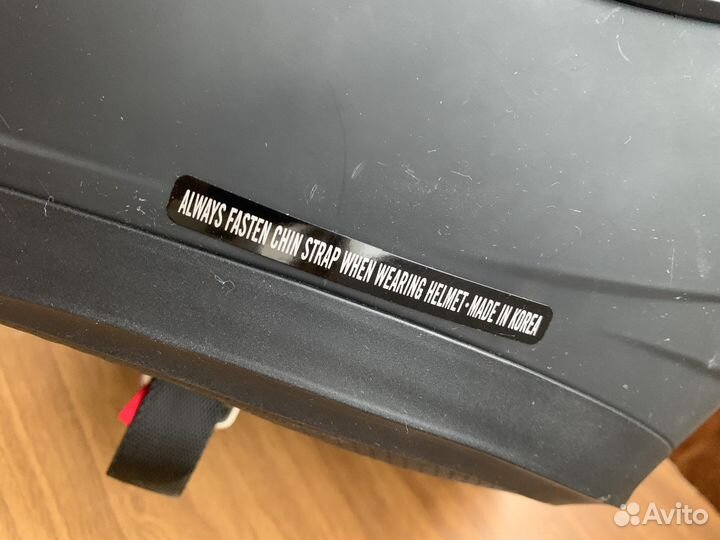 ALWAYS FASTEN CHIN STRAP WHEN WEARING HELMET·MADE IN KOREA
Avito